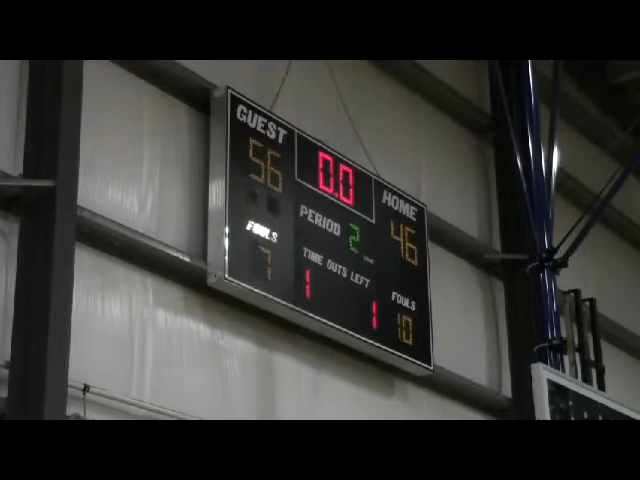 GUEST
56
0.0
HOME
46
PERIOD 2
FOULS
7
TIME OUTS LEFT
1 1
FOULS
10